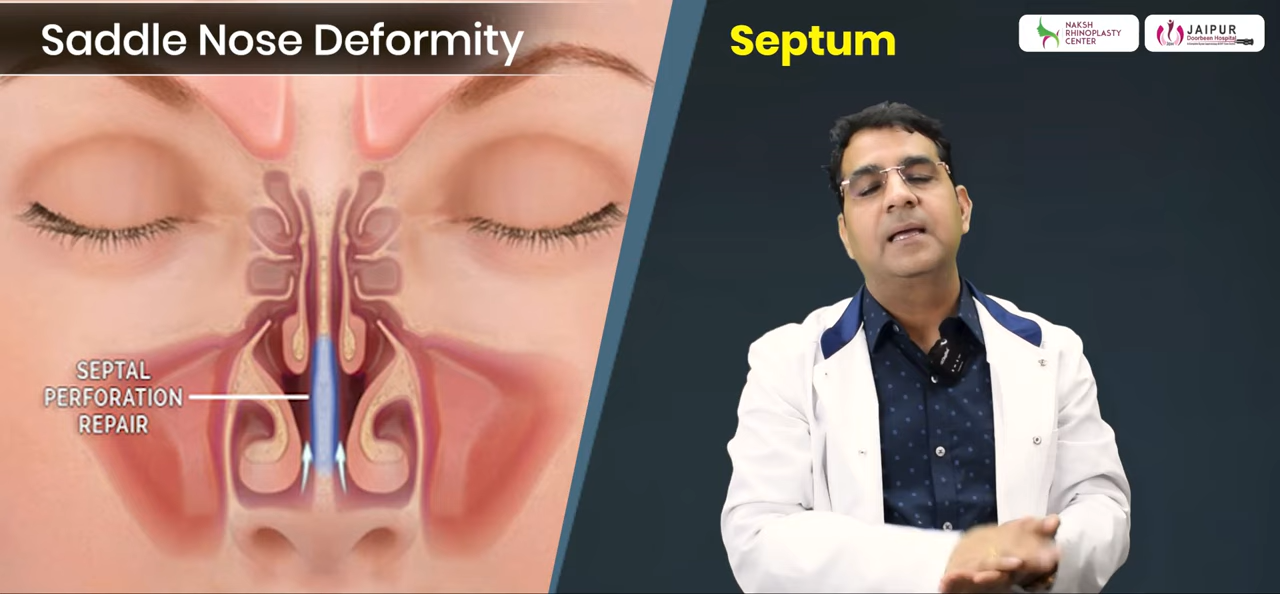 Saddle Nose Deformity
Septum
NAKSH
RHINOPLASTY
CENTER
JAIPUR
Doorbeen Hospital
SEPTAL
PERFORATION
REPAIR